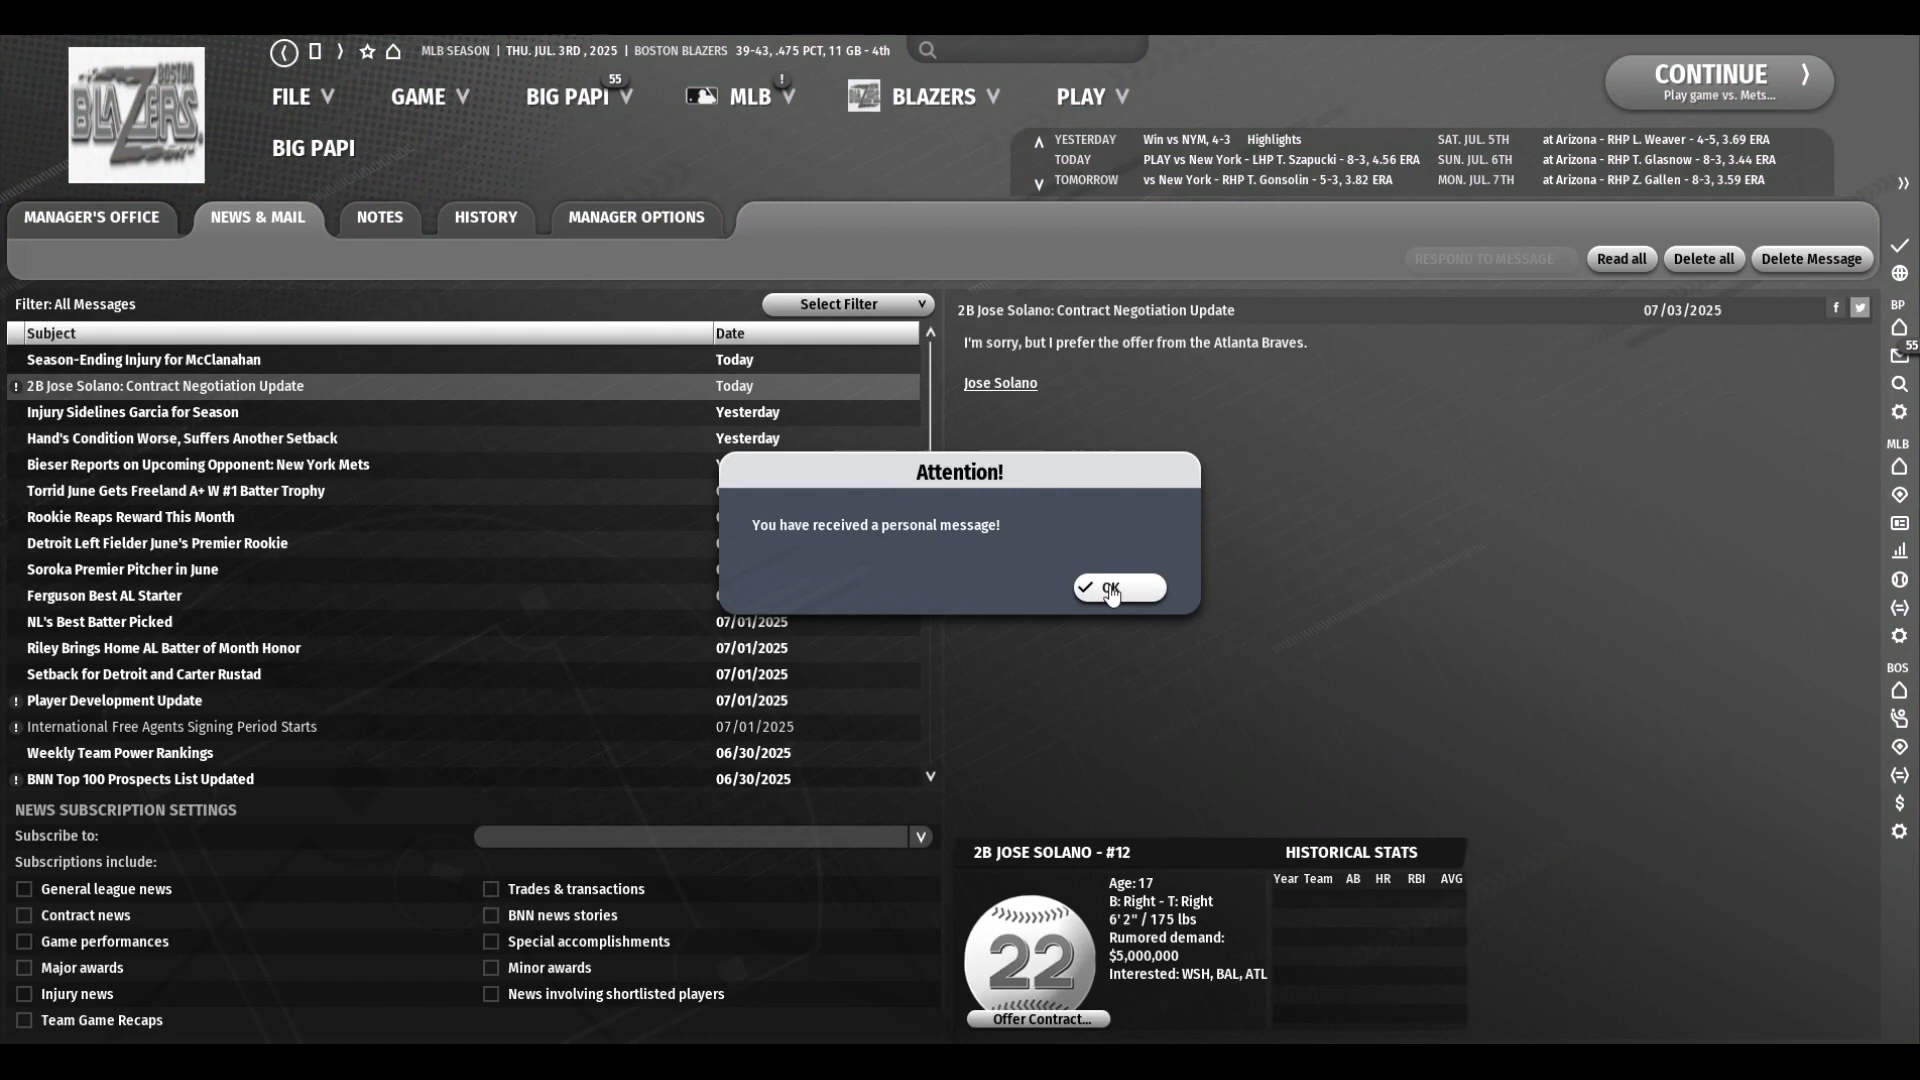 BOSTON
BLAZERS
MLB SEASON | THU. JUL. 3RD , 2025 | BOSTON BLAZERS 39-43, .475 PCT, 11 GB - 4th
FILE GAME BIG PAPI 55 MLB ! BLAZERS PLAY
CONTINUE
Play game vs. Mets...
BIG PAPI
YESTERDAY Win vs NYM, 4-3 Highlights SAT. JUL. 5TH at Arizona - RHP L. Weaver - 4-5, 3.69 ERA
TODAY PLAY vs New York - LHP T. Szapucki - 8-3, 4.56 ERA SUN. JUL. 6TH at Arizona - RHP T. Glasnow - 8-3, 3.44 ERA
TOMORROW vs New York - RHP T. Gonsolin - 5-3, 3.82 ERA MON. JUL. 7TH at Arizona - RHP Z. Gallen - 8-3, 3.59 ERA
MANAGER'S OFFICE NEWS & MAIL NOTES HISTORY MANAGER OPTIONS
RESPOND TO MESSAGE Read all Delete all Delete Message
Filter: All Messages Select Filter
Subject Date
Season-Ending Injury for McClanahan Today
! 2B Jose Solano: Contract Negotiation Update Today
Injury Sidelines Garcia for Season Yesterday
Hand's Condition Worse, Suffers Another Setback Yesterday
Bieser Reports on Upcoming Opponent: New York Mets
Torrid June Gets Freeland A+ W #1 Batter Trophy
Rookie Reaps Reward This Month
Detroit Left Fielder June's Premier Rookie
Soroka Premier Pitcher in June
Ferguson Best AL Starter
NL's Best Batter Picked 07/01/2025
Riley Brings Home AL Batter of Month Honor 07/01/2025
Setback for Detroit and Carter Rustad 07/01/2025
! Player Development Update 07/01/2025
! International Free Agents Signing Period Starts 07/01/2025
Weekly Team Power Rankings 06/30/2025
! BNN Top 100 Prospects List Updated 06/30/2025
NEWS SUBSCRIPTION SETTINGS
Subscribe to:
Subscriptions include:
General league news Trades & transactions
Contract news BNN news stories
Game performances Special accomplishments
Major awards Minor awards
Injury news News involving shortlisted players
Team Game Recaps
2B Jose Solano: Contract Negotiation Update 07/03/2025
I'm sorry, but I prefer the offer from the Atlanta Braves.
Jose Solano
Attention!
You have received a personal message!
OK
2B JOSE SOLANO - #12 HISTORICAL STATS
Year Team AB HR RBI AVG
22
Age: 17
B: Right - T: Right
6' 2" / 175 lbs
Rumored demand:
$5,000,000
Interested: WSH, BAL, ATL
Offer Contract...
BP
55
MLB
BOS
$